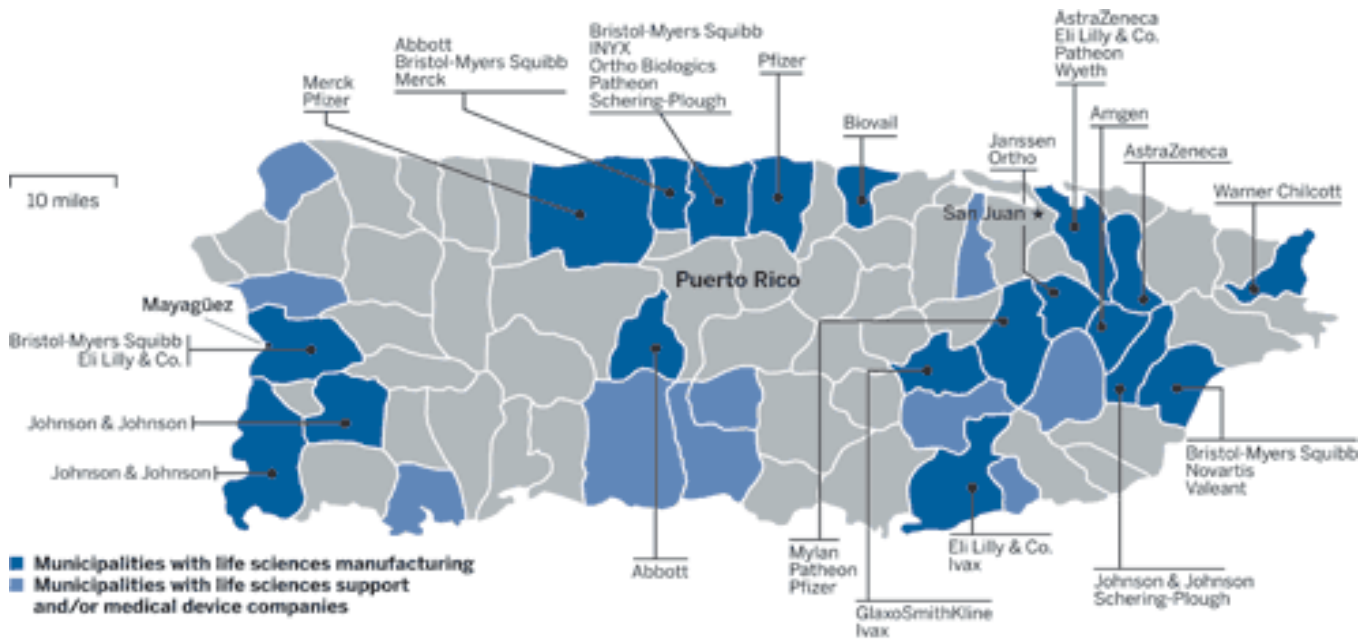 AstraZeneca
Eli Lilly & Co.
Patheon
Wyeth
Bristol-Myers Squibb
INYX
Ortho Biologics
Patheon
Schering-Plough
Abbott
Bristol-Myers Squibb
Merck
Pfizer
Merck
Pfizer
Biovail
Amgen
Janssen
Ortho
AstraZeneca
Warner Chilcott
10 miles
San Juan
Puerto Rico
Mayagüez
Bristol-Myers Squibb
Eli Lilly & Co.
Johnson & Johnson
Johnson & Johnson
Bristol-Myers Squibb
Novartis
Valeant
Eli Lilly & Co.
Ivax
Mylan
Patheon
Pfizer
Abbott
Johnson & Johnson
Schering-Plough
GlaxoSmithKline
Ivax
Municipalities with life sciences manufacturing
Municipalities with life sciences support
and/or medical device companies